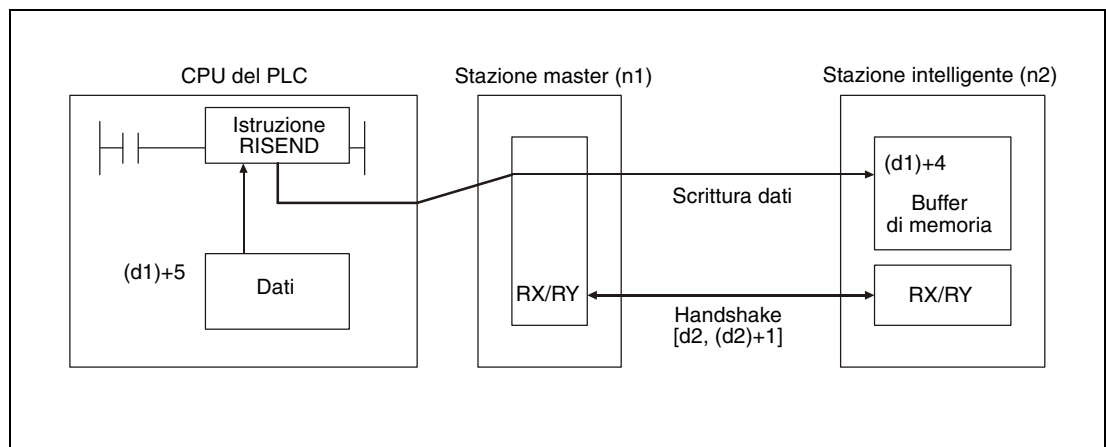 CPU del PLC
Stazione master (n1)
Stazione intelligente (n2)
Istruzione
RISEND
(d1)+4
Buffer
di memoria
Scrittura dati
(d1)+5
Dati
RX/RY
RX/RY
Handshake
[d2, (d2)+1]